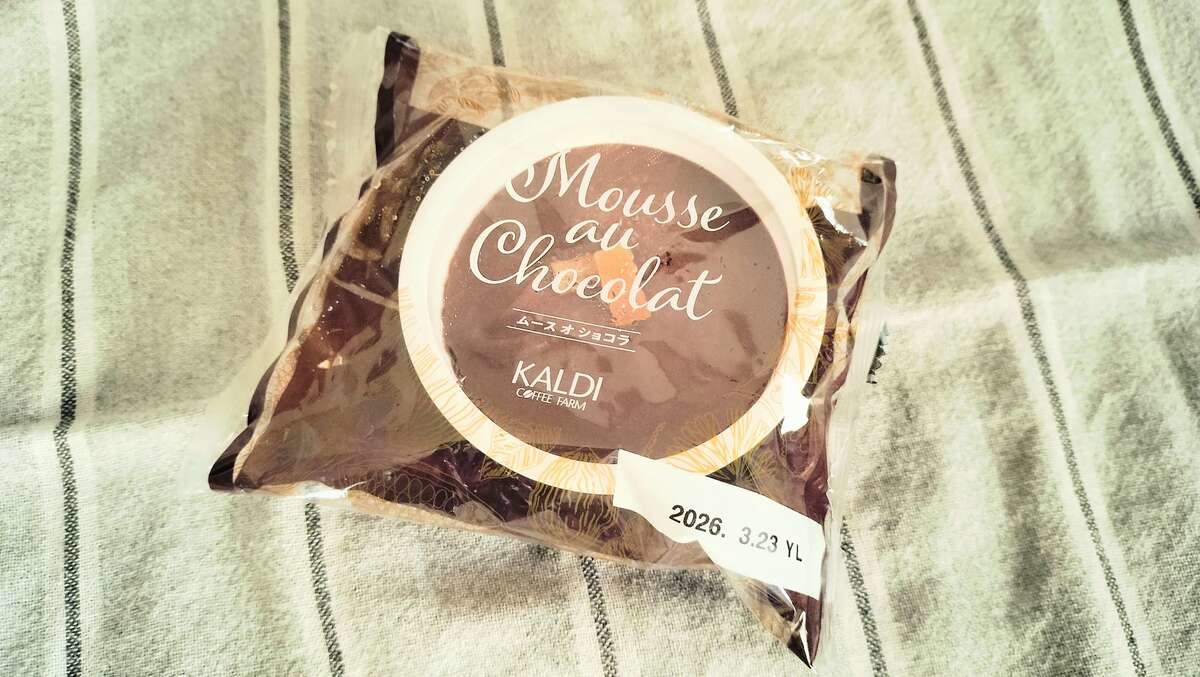 Mousse
au
Chocolat
ムース オ ショコラ
KALDI
COFFEE FARM
2026. 3.23 YL